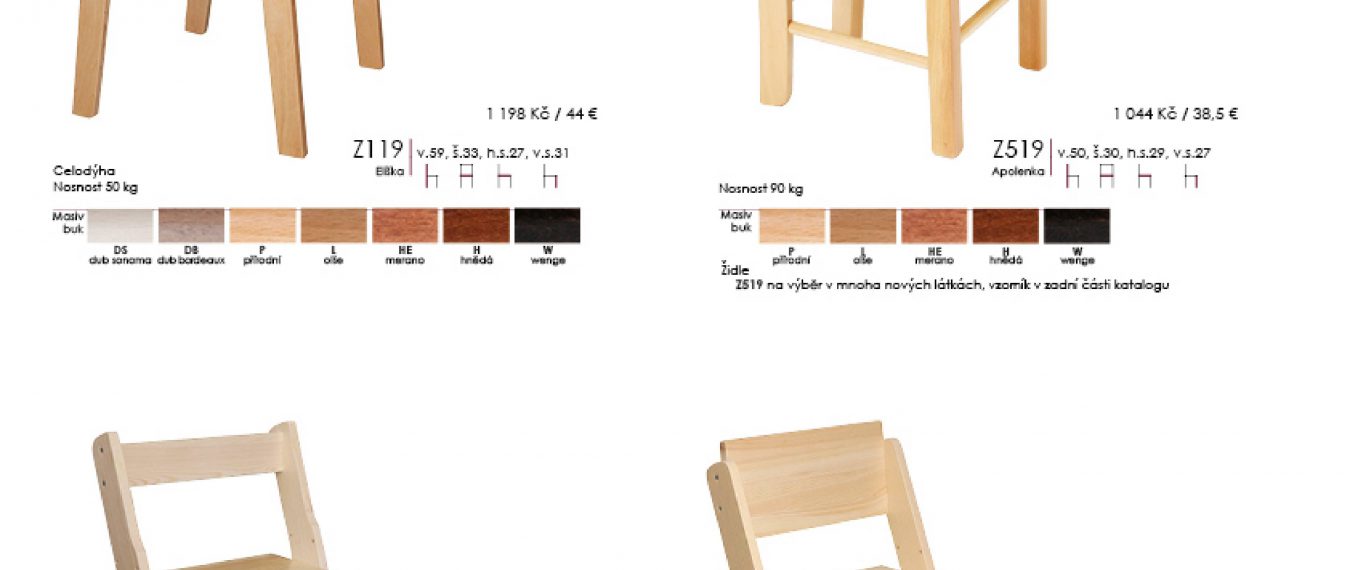 1 198 Kč / 44 €
Z119
v.59, š.33, h.s.27, v.s.31
Eliška
Celodýha
Nosnost 50 kg
Masiv
buk
DS
dub sonoma
DB
dub bordeaux
P
přírodní
L
olše
HE
merano
H
hnědá
W
wenge
1 044 Kč / 38,5 €
Z519
v.50, š.30, h.s.29, v.s.27
Apolenka
Nosnost 90 kg
Masiv
buk
P
přírodní
L
olše
HE
merano
H
hnědá
W
wenge
Židle
Z519 na výběr v mnoha nových látkách, vzorník v zadní části katalogu